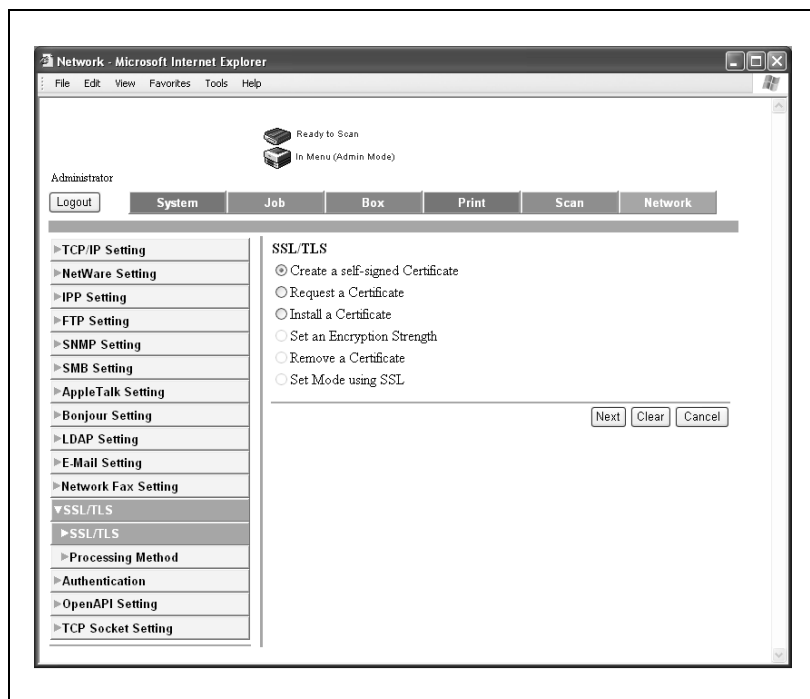 Network - Microsoft Internet Explorer
File Edit View Favorites Tools Help
Ready to Scan
In Menu (Admin Mode)
Administrator
Logout System Job Box Print Scan Network
TCP/IP Setting
NetWare Setting
IPP Setting
FTP Setting
SNMP Setting
SMB Setting
AppleTalk Setting
Bonjour Setting
LDAP Setting
E-Mail Setting
Network Fax Setting
SSL/TLS
SSL/TLS
Processing Method
Authentication
OpenAPI Setting
TCP Socket Setting
SSL/TLS
Create a self-signed Certificate
Request a Certificate
Install a Certificate
Set an Encryption Strength
Remove a Certificate
Set Mode using SSL
Next Clear Cancel